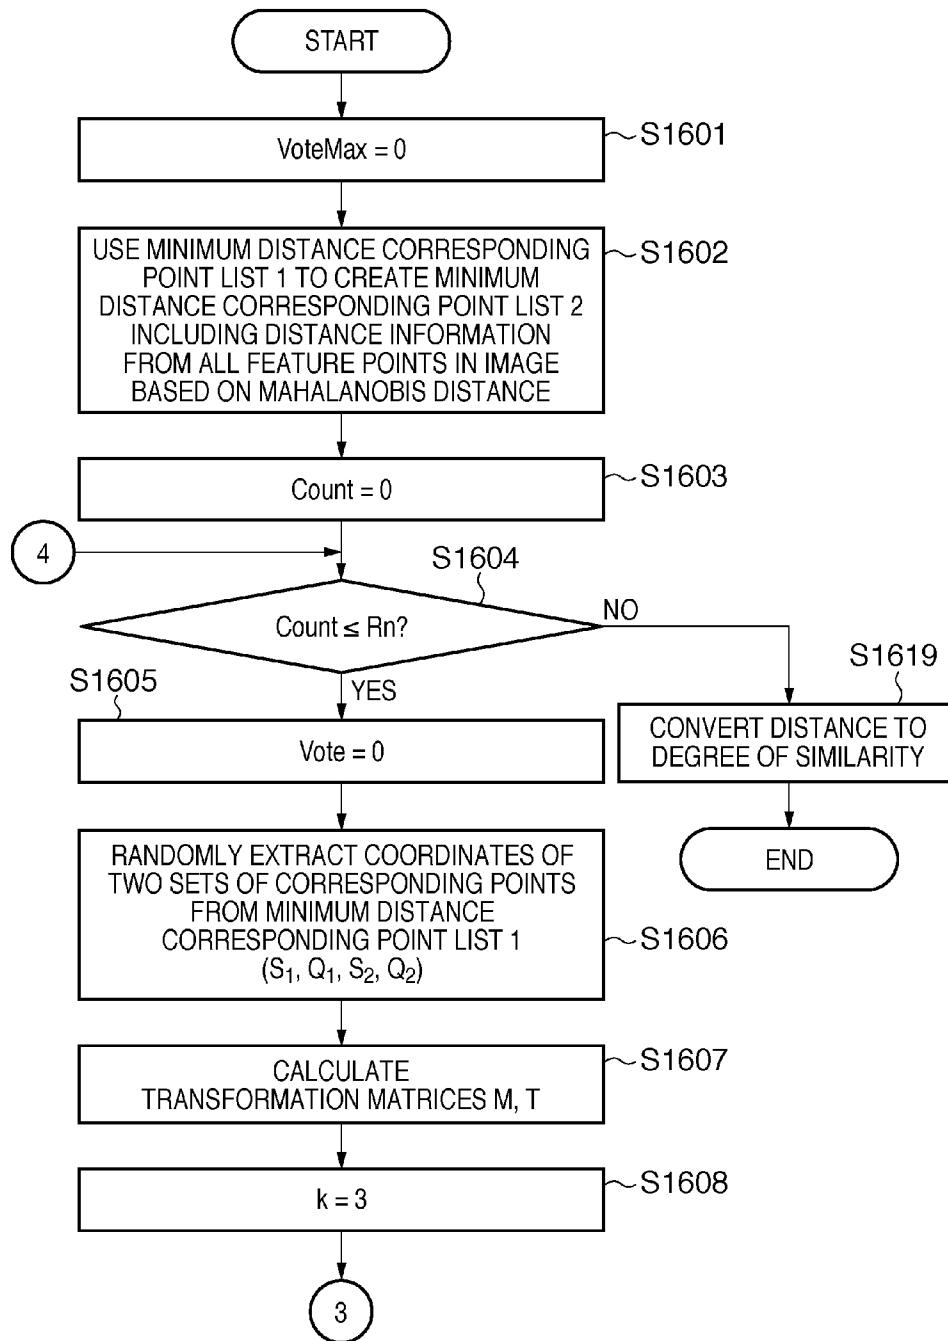 START
VoteMax = 0
S1601
USE MINIMUM DISTANCE CORRESPONDING
POINT LIST 1 TO CREATE MINIMUM
DISTANCE CORRESPONDING POINT LIST 2
INCLUDING DISTANCE INFORMATION
FROM ALL FEATURE POINTS IN IMAGE
BASED ON MAHALANOBIS DISTANCE
S1602
Count = 0
S1603
4
S1604
Count ≤ Rn?
NO
YES
S1605
Vote = 0
S1619
CONVERT DISTANCE TO
DEGREE OF SIMILARITY
END
RANDOMLY EXTRACT COORDINATES OF
TWO SETS OF CORRESPONDING POINTS
FROM MINIMUM DISTANCE
CORRESPONDING POINT LIST 1
(S₁, Q₁, S₂, Q₂)
S1606
CALCULATE
TRANSFORMATION MATRICES M, T
S1607
k = 3
S1608
3